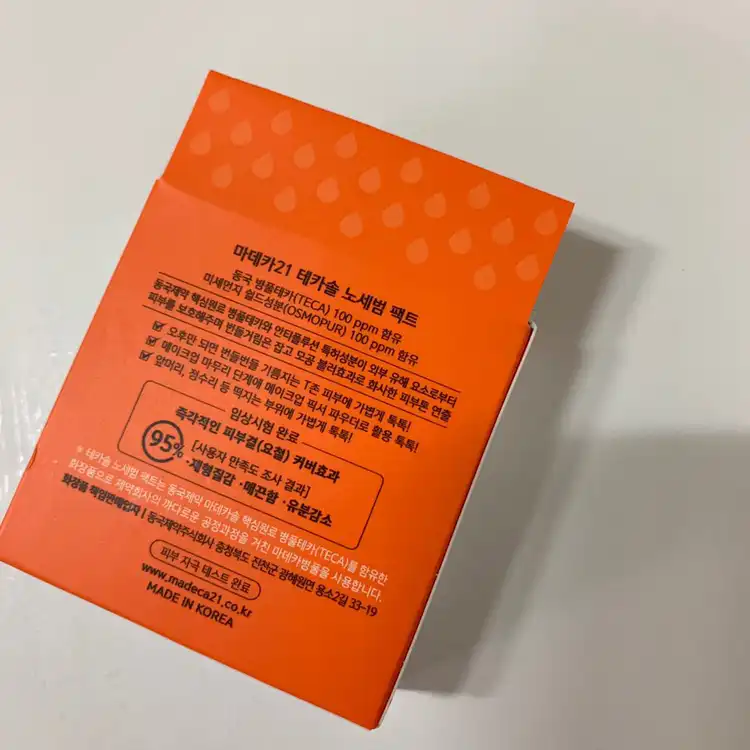 마데카21 테카솔 노세범 팩트
동국 병풀테카(TECA) 100 ppm 함유
미세먼지 쉴드성분(OSMOPUR) 100 ppm 함유
동국제약 핵심원료 병풀테카와 안티폴루션 특허성분이 외부 유해 요소로부터
피부를 보호해주며 번들거림은 잡고 모공 블러효과로 화사한 피부톤 연출
오후만 되면 번들번들 기름지는 T존 피부에 가볍게 톡톡!
메이크업 마무리 단계에 메이크업 픽서 파우더로 활용 톡톡!
앞머리, 정수리 등 떡지는 부위에 가볍게 톡톡!
임상시험 완료
즉각적인 피부결(요철) 커버효과
95% [사용자 만족도 조사 결과]
·제형질감 ·매끈함 ·유분감소
* 테카솔 노세범 팩트는 동국제약 마데카솔 핵심원료 병풀테카(TECA)를 함유한
화장품으로 제약회사의 까다로운 공정과정을 거친 마데카병풀을 사용합니다.
화장품 책임판매업자 | 동국제약주식회사 충청북도 진천군 광혜원면 용소2길 33-19
피부 자극 테스트 완료
www.madeca21.co.kr
MADE IN KOREA